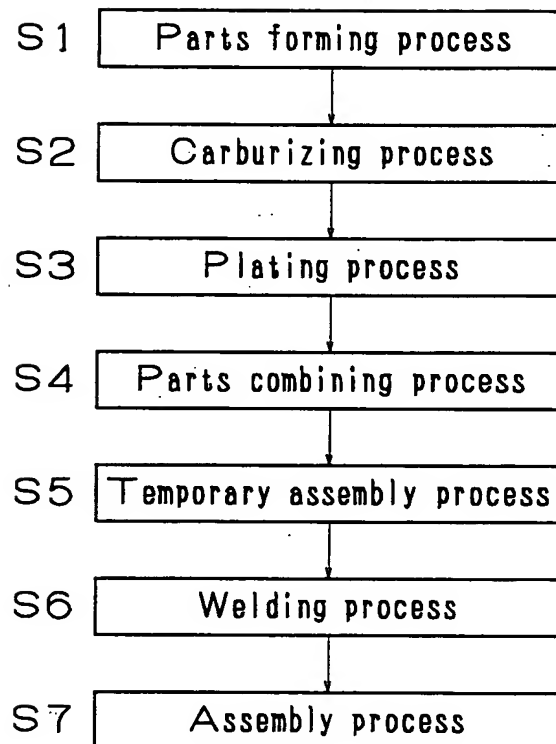 S1 Parts forming process
S2 Carburizing process
S3 Plating process
S4 Parts combining process
S5 Temporary assembly process
S6 Welding process
S7 Assembly process